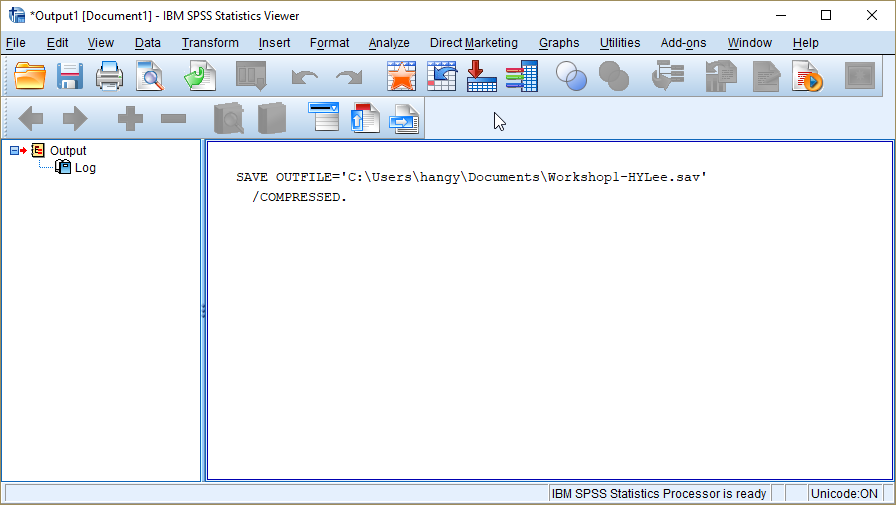 *Output1 [Document1] - IBM SPSS Statistics Viewer
File Edit View Data Transform Insert Format Analyze Direct Marketing Graphs Utilities Add-ons Window Help
Output
Log
SAVE OUTFILE='C:\Users\hangy\Documents\Workshop1-HYLee.sav'
/COMPRESSED.
IBM SPSS Statistics Processor is ready Unicode:ON